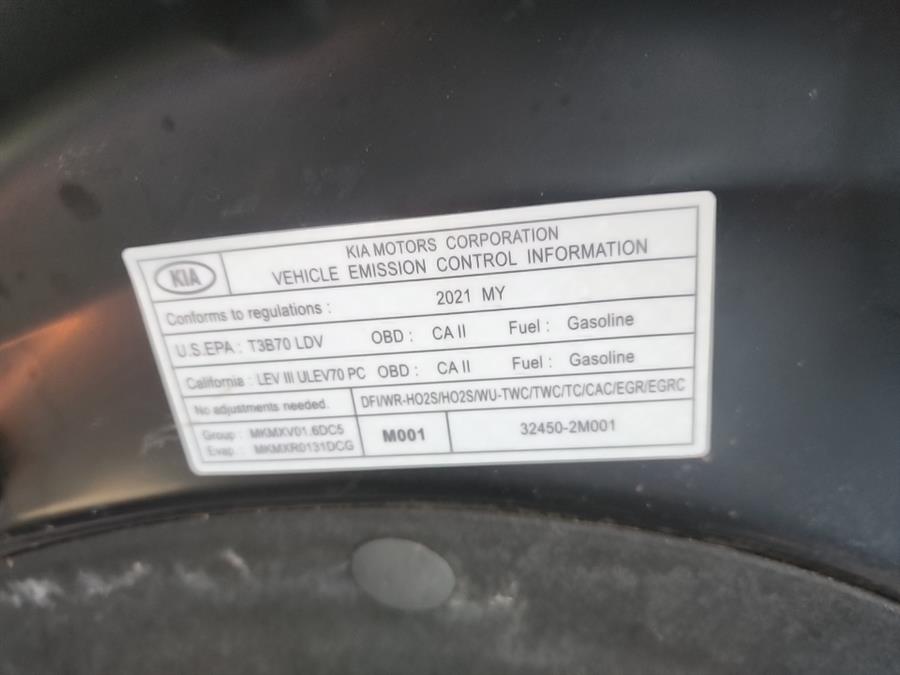 KIA
KIA MOTORS CORPORATION
VEHICLE EMISSION CONTROL INFORMATION
Conforms to regulations : 2021 MY
U.S.EPA : T3B70 LDV OBD : CA II Fuel : Gasoline
California : LEV III ULEV70 PC OBD : CA II Fuel : Gasoline
No adjustments needed. DFI/WR-HO2S/HO2S/WU-TWC/TWC/TC/CAC/EGR/EGRC
Group : MKMXV01.6DC5
Evap. : MKMXR0131DCG
M001
32450-2M001